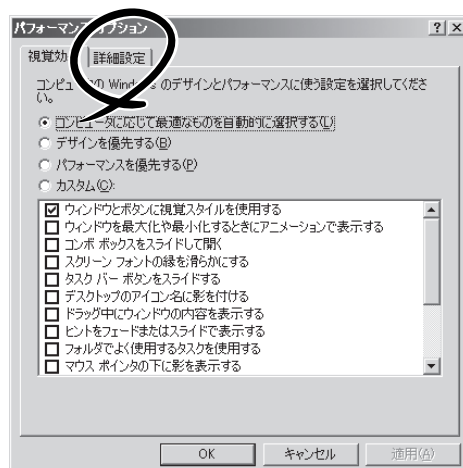 パフォーマンス オプション
視覚効
詳細設定
コンピュータの Windows のデザインとパフォーマンスに使う設定を選択してください。
コンピュータに応じて最適なものを自動的に選択する(L)
デザインを優先する(B)
パフォーマンスを優先する(P)
カスタム(C):
ウィンドウとボタンに視覚スタイルを使用する
ウィンドウを最大化や最小化するときにアニメーションで表示する
コンボ ボックスをスライドして開く
スクリーン フォントの縁を滑らかにする
タスク バー ボタンをスライドする
デスクトップのアイコン名に影を付ける
ドラッグ中にウィンドウの内容を表示する
ヒントをフェードまたはスライドで表示する
フォルダでよく使用するタスクを使用する
マウス ポインタの下に影を表示する
OK
キャンセル
適用(A)